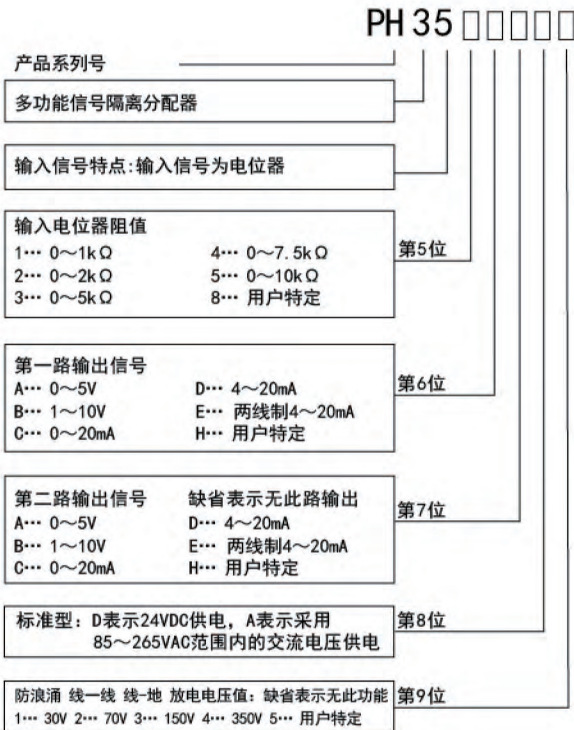 PH 35 □ □ □ □ □
产品系列号
多功能信号隔离分配器
输入信号特点:输入信号为电位器
输入电位器阻值
1… 0～1kΩ 4… 0～7.5kΩ
2… 0～2kΩ 5… 0～10kΩ
3… 0～5kΩ 8… 用户特定
第5位
第一路输出信号
A… 0～5V D… 4～20mA
B… 1～10V E… 两线制4～20mA
C… 0～20mA H… 用户特定
第6位
第二路输出信号 缺省表示无此路输出
A… 0～5V D… 4～20mA
B… 1～10V E… 两线制4～20mA
C… 0～20mA H… 用户特定
第7位
标准型：D表示24VDC供电，A表示采用
85～265VAC范围内的交流电压供电
第8位
防浪涌 线一线 线-地 放电电压值：缺省表示无此功能
1… 30V 2… 70V 3… 150V 4… 350V 5… 用户特定
第9位